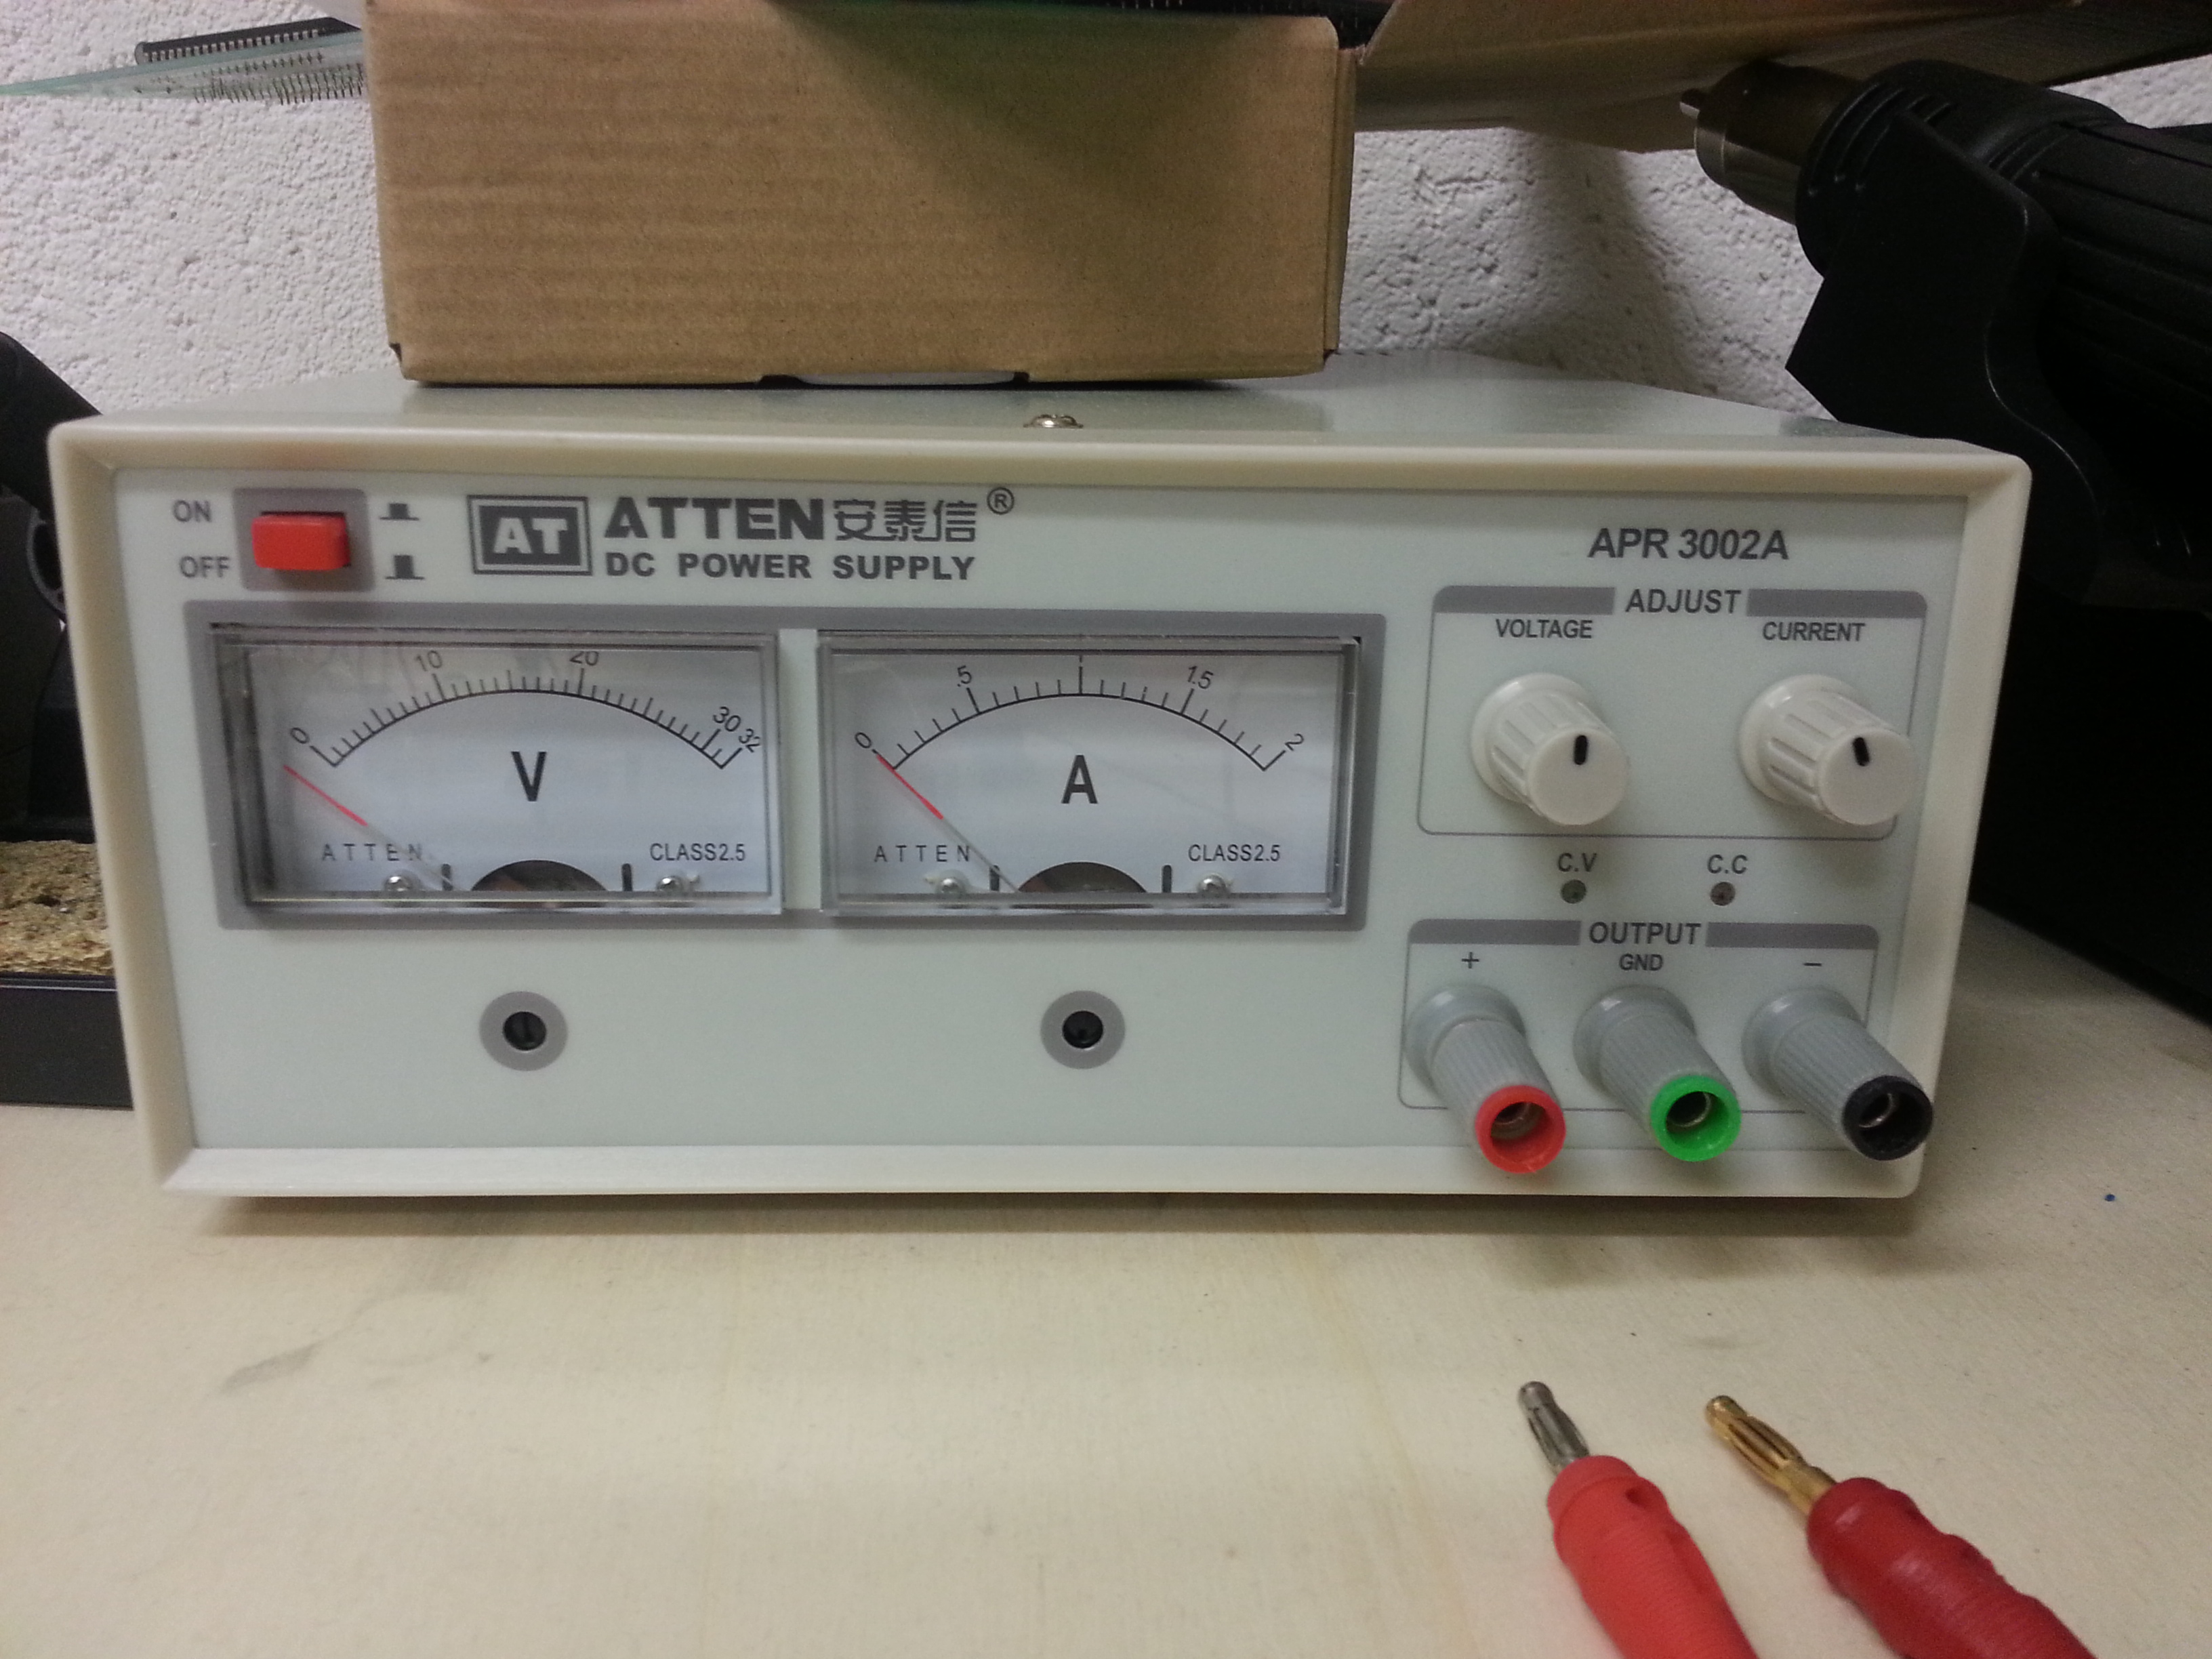 ON
OFF
AT ATTEN安泰信®
DC POWER SUPPLY
APR 3002A
ADJUST
VOLTAGE CURRENT
0 10 20 30 32
V
ATTEN CLASS2.5
0 .5 1 1.5 2
A
ATTEN CLASS2.5
C.V C.C
OUTPUT
+ GND −